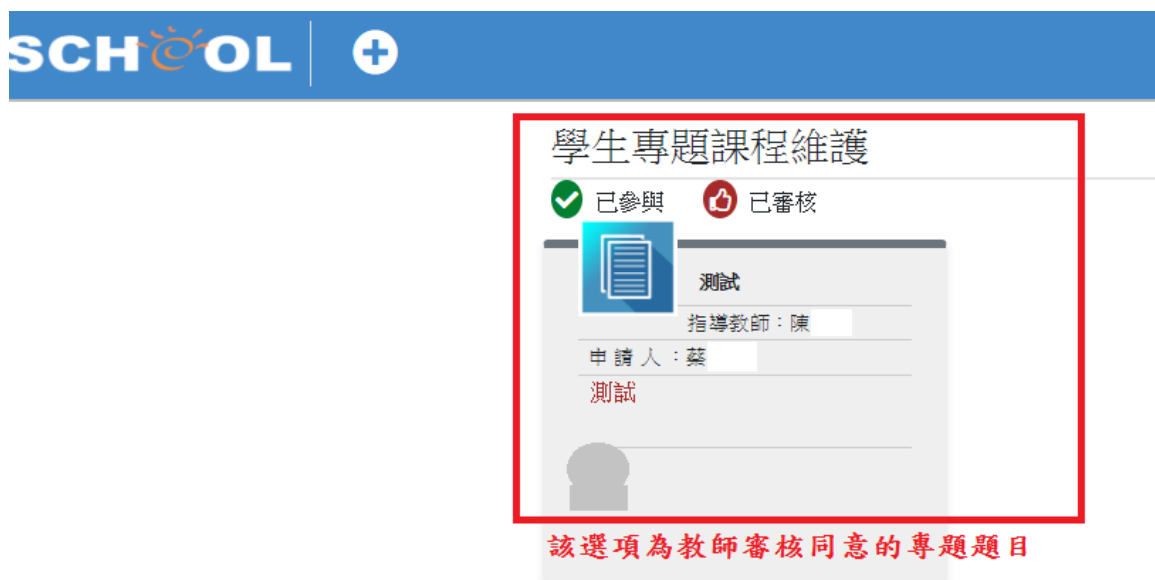 SCHOOL
學生專題課程維護
已參與 已審核
測試
指導教師：陳
申請人：蔡
測試
該選項為教師審核同意的專題題目